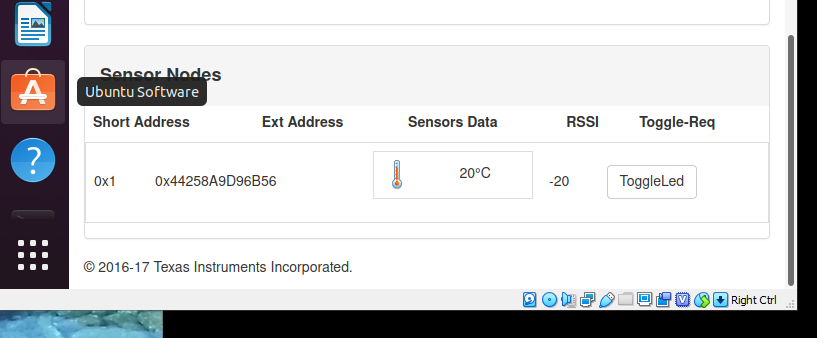 Sensor Nodes
Ubuntu Software
Short Address Ext Address Sensors Data RSSI Toggle-Req
0x1 0x44258A9D96B56 20°C -20 ToggleLed
© 2016-17 Texas Instruments Incorporated.
Right Ctrl